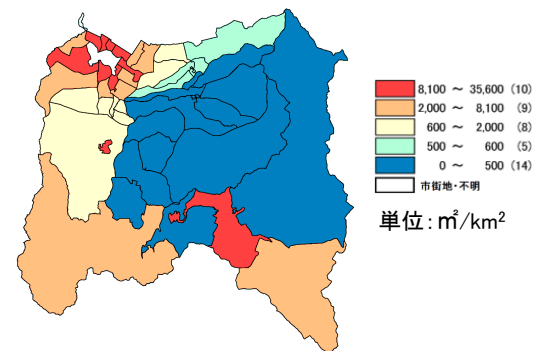 8,100 ～ 35,600 (10)
2,000 ～ 8,100 (9)
600 ～ 2,000 (8)
500 ～ 600 (5)
0 ～ 500 (14)
市街地・不明
単位：㎡/km²